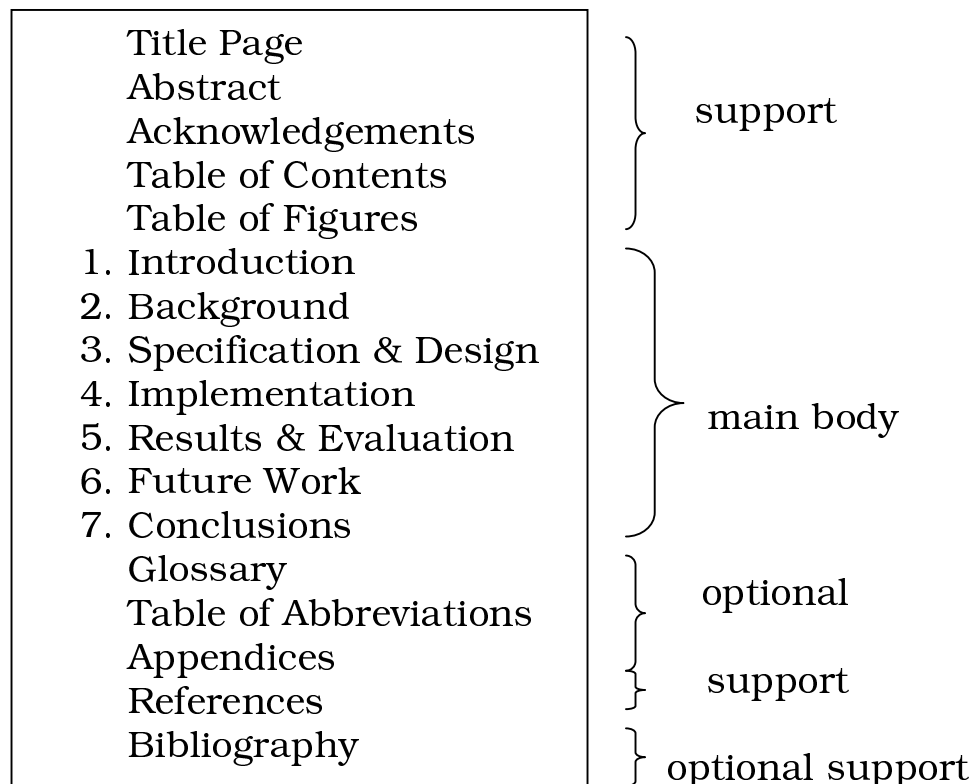 Title Page
Abstract
support
Acknowledgements
Table of Contents
Table of Figures
1. Introduction
2. Background
3. Specification & Design
4. Implementation
main body
5. Results & Evaluation
6. Future Work
7. Conclusions
Glossary
optional
Table of Abbreviations
Appendices
support
References
Bibliography
optional support